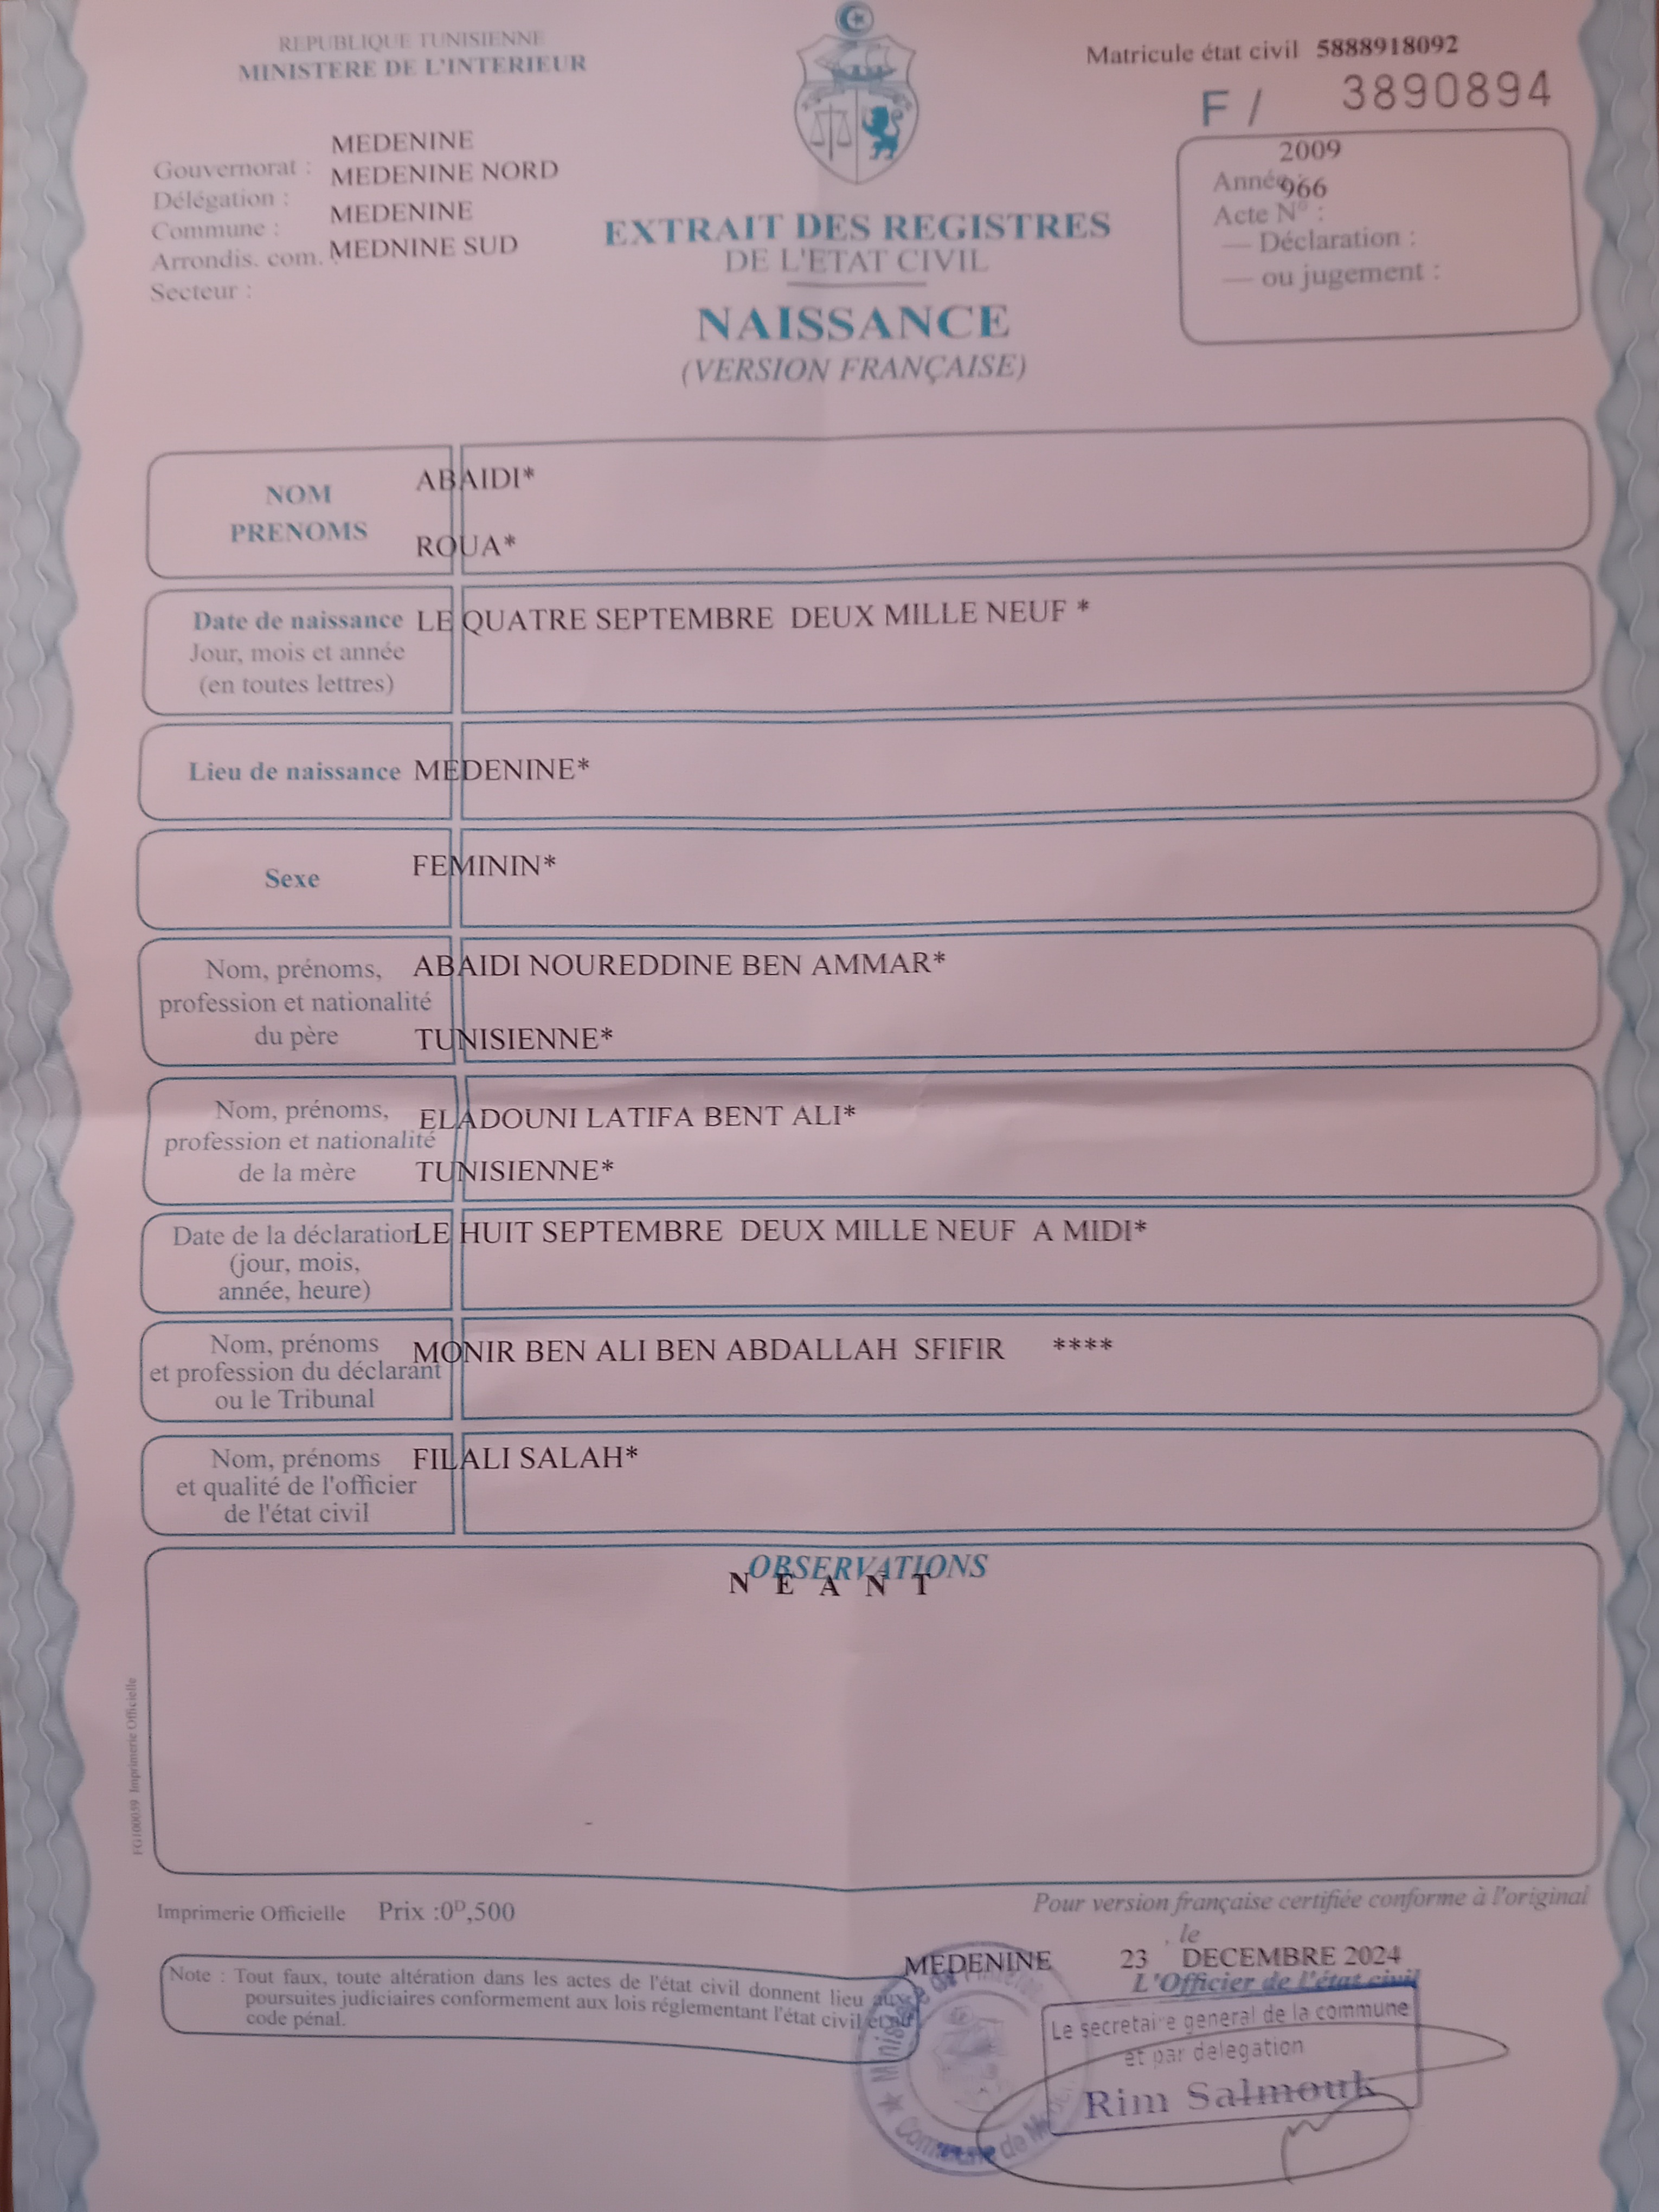 REPUBLIQUE TUNISIENNE
MINISTERE DE L'INTERIEUR
Matricule état civil 5888918092
F / 3890894
Gouvernorat : MEDENINE
Délégation : MEDENINE NORD
Commune : MEDENINE
Arrondis. com. : MEDNINE SUD
Secteur :
2009
Année : 966
Acte N° :
— Déclaration :
— ou jugement :
EXTRAIT DES REGISTRES
DE L'ETAT CIVIL
NAISSANCE
(VERSION FRANÇAISE)
NOM ABAIDI*
PRENOMS ROUA*
Date de naissance LE QUATRE SEPTEMBRE DEUX MILLE NEUF *
Jour, mois et année
(en toutes lettres)
Lieu de naissance MEDENINE*
Sexe FEMININ*
Nom, prénoms, ABAIDI NOUREDDINE BEN AMMAR*
profession et nationalité
du père TUNISIENNE*
Nom, prénoms, ELADOUNI LATIFA BENT ALI*
profession et nationalité
de la mère TUNISIENNE*
Date de la déclaration LE HUIT SEPTEMBRE DEUX MILLE NEUF A MIDI*
(jour, mois,
année, heure)
Nom, prénoms MONIR BEN ALI BEN ABDALLAH SFIFIR ****
et profession du déclarant
ou le Tribunal
Nom, prénoms FILALI SALAH*
et qualité de l'officier
de l'état civil
OBSERVATIONS
N E A N T
FG100039 Imprimerie Officielle
Imprimerie Officielle Prix :0ᴰ,500
Pour version française certifiée conforme à l'original
, le
MEDENINE 23 DECEMBRE 2024
L'Officier de l'état civil
Note : Tout faux, toute altération dans les actes de l'état civil donnent lieu aux
poursuites judiciaires conformement aux lois réglementant l'état civil et au
code pénal.
Le secretaire general de la commune
et par delegation
Rim Salmouk
Ministère de l'Interieur
★ Commune de